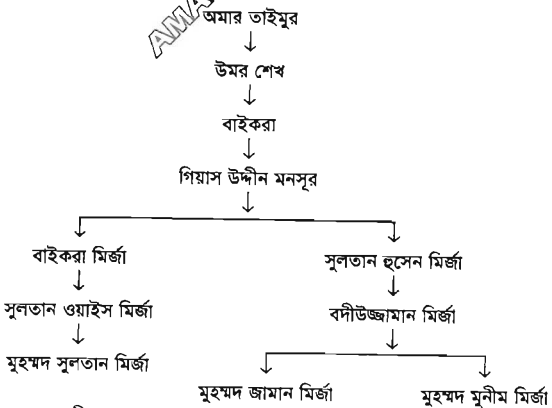 AMA
অমার তাইমুর
উমর শেখ
বাইকরা
গিয়াস উদ্দীন মনসূর
বাইকরা মির্জা
সুলতান হুসেন মির্জা
সুলতান ওয়াইস মির্জা
বদীউজ্জামান মির্জা
মুহম্মদ সুলতান মির্জা
মুহম্মদ জামান মির্জা
মুহম্মদ মুনীম মির্জা